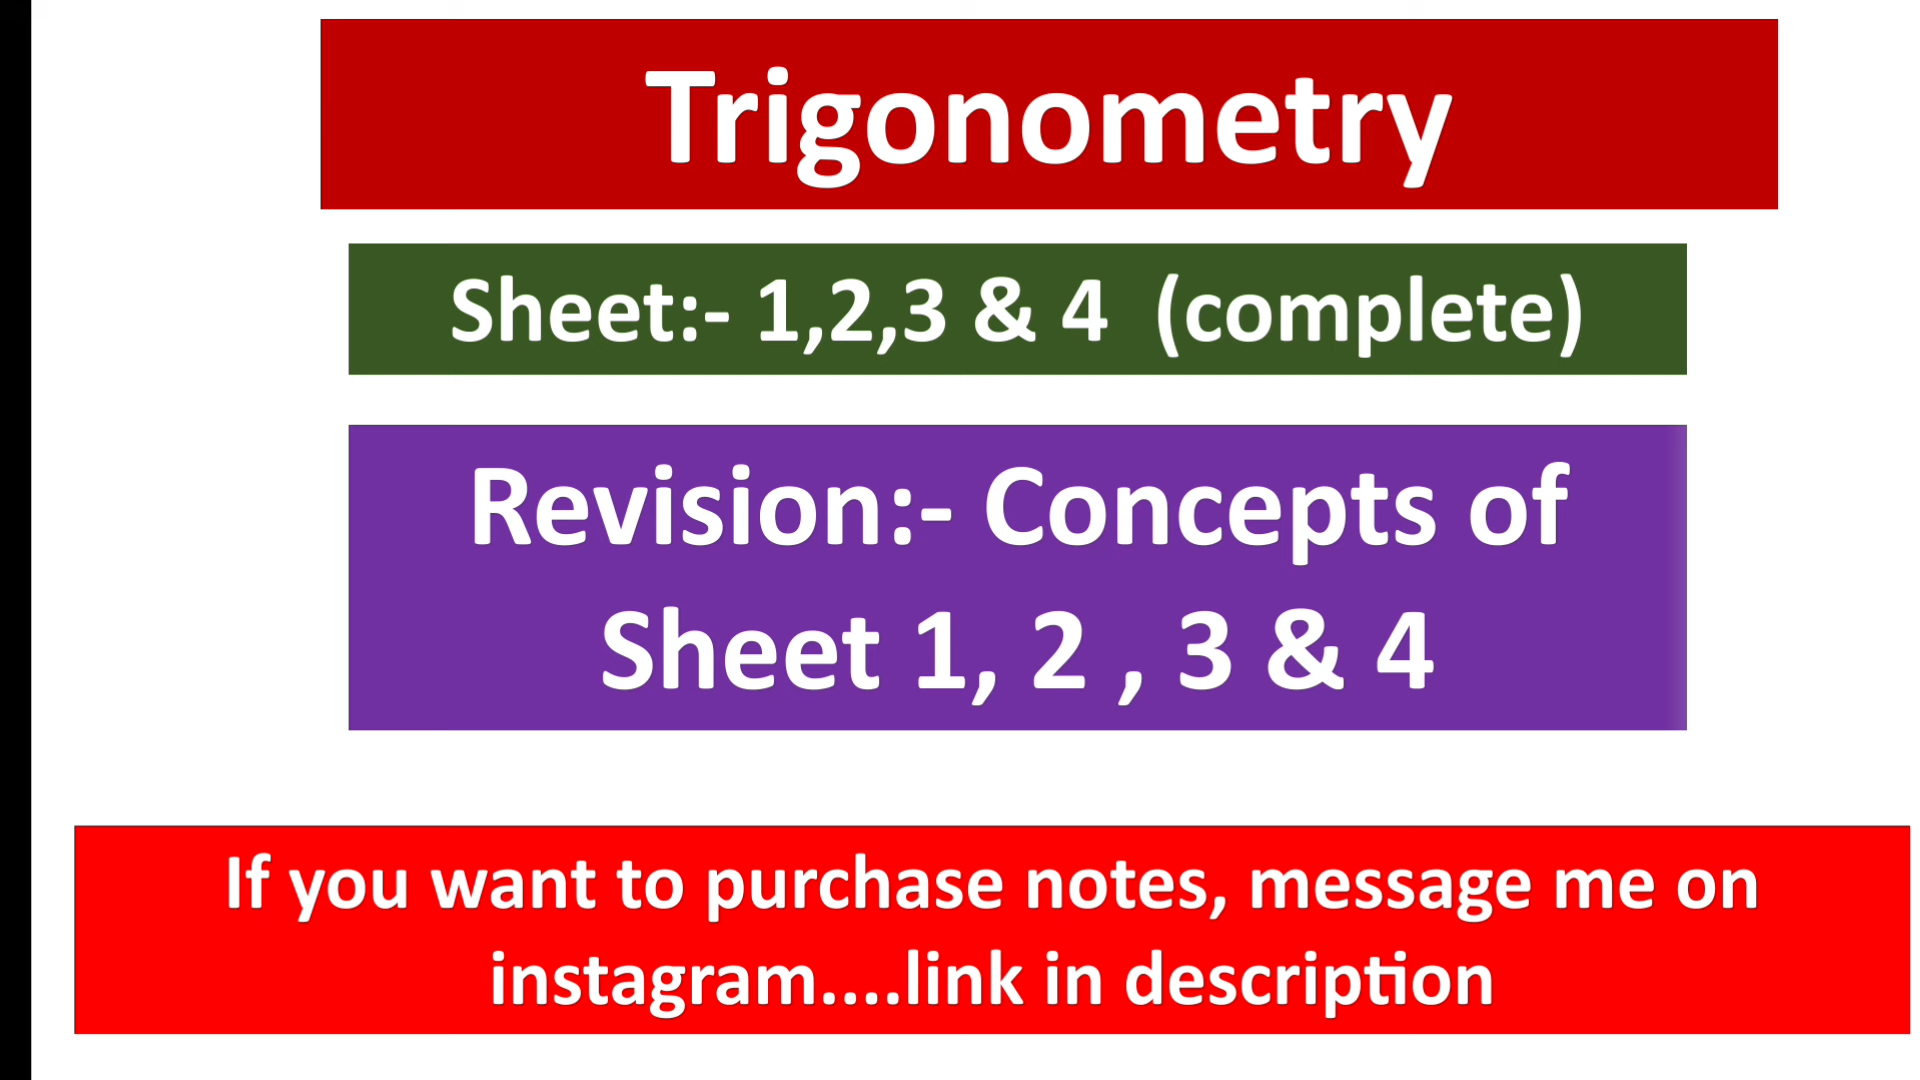 Trigonometry
Sheet:- 1,2,3 & 4 (complete)
Revision:- Concepts of
Sheet 1, 2 , 3 & 4
If you want to purchase notes, message me on
instagram....link in description